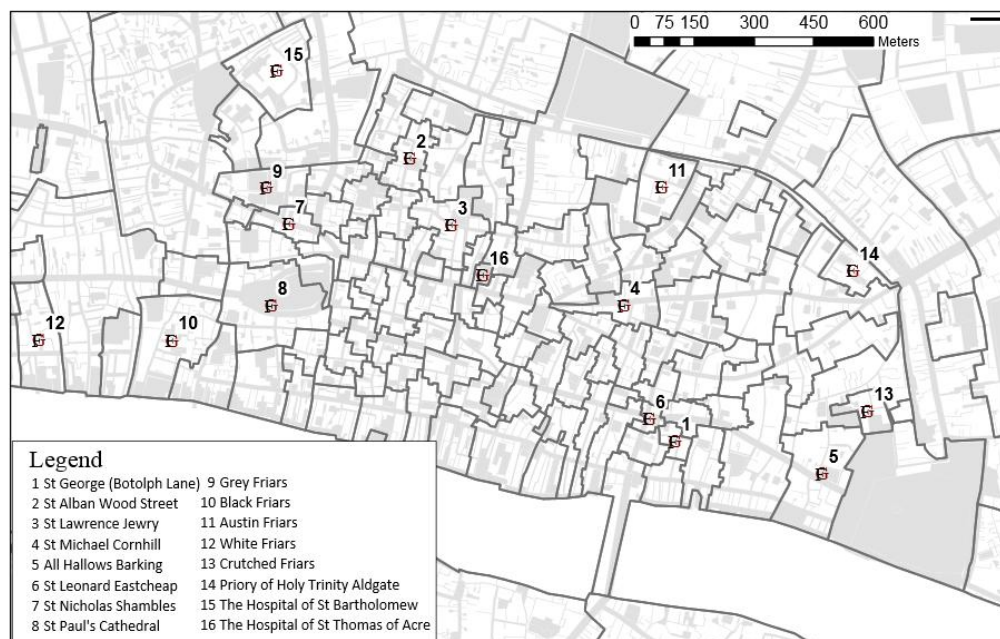 0 75 150 300 450 600
Meters
15
2
9
11
7
3
16
14
8
4
12
10
6
1
13
5
Legend
1 St George (Botolph Lane) 9 Grey Friars
2 St Alban Wood Street 10 Black Friars
3 St Lawrence Jewry 11 Austin Friars
4 St Michael Cornhill 12 White Friars
5 All Hallows Barking 13 Crutched Friars
6 St Leonard Eastcheap 14 Priory of Holy Trinity Aldgate
7 St Nicholas Shambles 15 The Hospital of St Bartholomew
8 St Paul's Cathedral 16 The Hospital of St Thomas of Acre